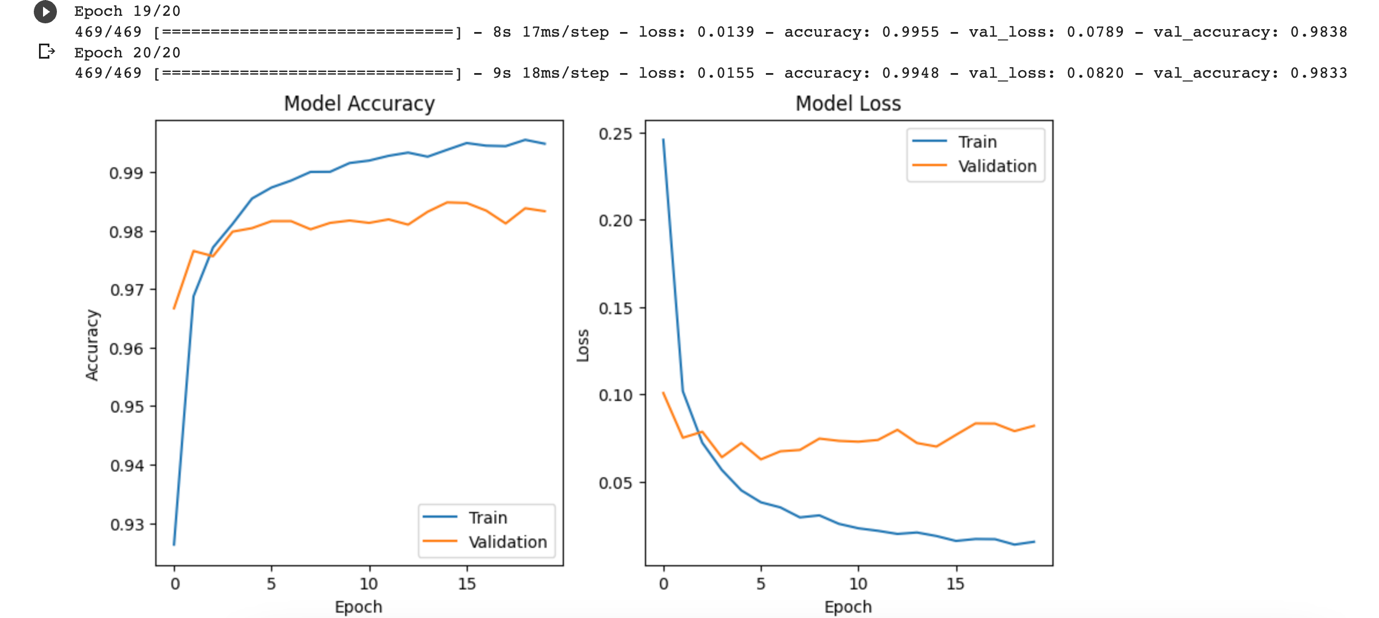 Epoch 19/20
469/469 [==============================] - 8s 17ms/step - loss: 0.0139 - accuracy: 0.9955 - val_loss: 0.0789 - val_accuracy: 0.9838
Epoch 20/20
469/469 [==============================] - 9s 18ms/step - loss: 0.0155 - accuracy: 0.9948 - val_loss: 0.0820 - val_accuracy: 0.9833
Model Accuracy
Accuracy
0.99
0.98
0.97
0.96
0.95
0.94
0.93
Train
Validation
0 5 10 15
Epoch
Model Loss
Loss
0.25
0.20
0.15
0.10
0.05
Train
Validation
0 5 10 15
Epoch